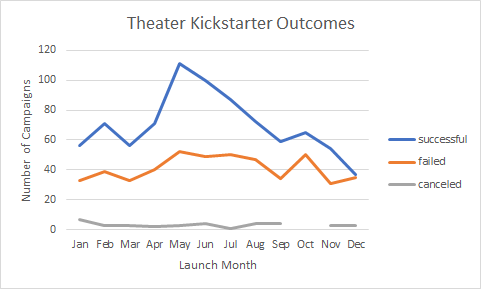 Theater Kickstarter Outcomes
120
100
80
60
40
20
0
Number of Campaigns
Jan Feb Mar Apr May Jun Jul Aug Sep Oct Nov Dec
Launch Month
successful
failed
canceled